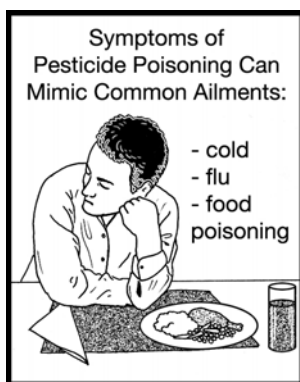 Symptoms of
Pesticide Poisoning Can
Mimic Common Ailments:
- cold
- flu
- food
poisoning